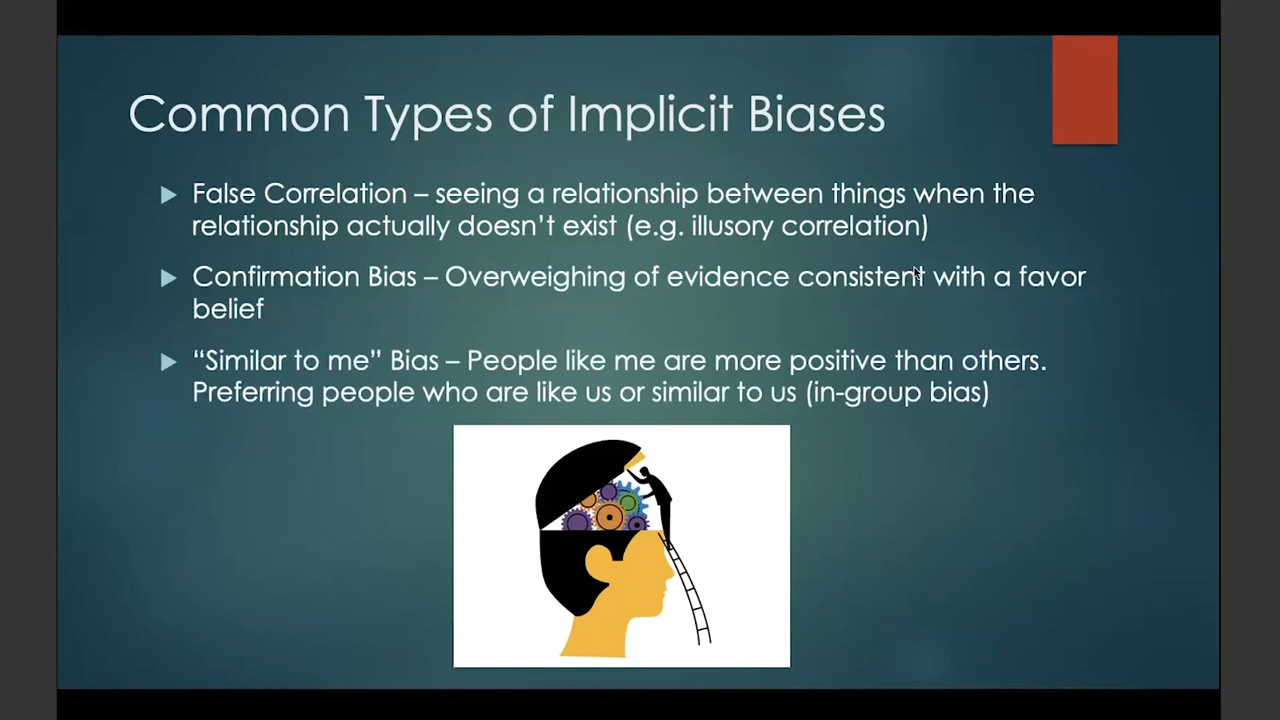 Common Types of Implicit Biases
False Correlation – seeing a relationship between things when the
relationship actually doesn’t exist (e.g. illusory correlation)
Confirmation Bias – Overweighing of evidence consistent with a favor
belief
“Similar to me” Bias – People like me are more positive than others.
Preferring people who are like us or similar to us (in-group bias)